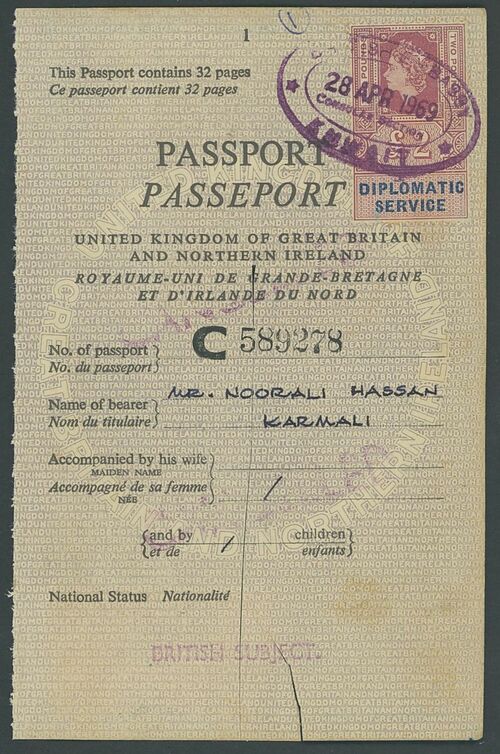 1
This Passport contains 32 pages
Ce passeport contient 32 pages
28 APR 1969
KUWAIT
£2
DIPLOMATIC
SERVICE
PASSPORT
PASSEPORT
UNITED KINGDOM OF GREAT BRITAIN
AND NORTHERN IRELAND
ROYAUME-UNI DE GRANDE-BRETAGNE
ET D'IRLANDE DU NORD
No. of passport
No. du passeport
C 589278
MR. NOORALI HASSAN
Name of bearer
Nom du titulaire
KARMALI
Accompanied by his wife
MAIDEN NAME
Accompagné de sa femme
NÉE
/
and by / children
et de enfants
National Status Nationalité
BRITISH SUBJECT.